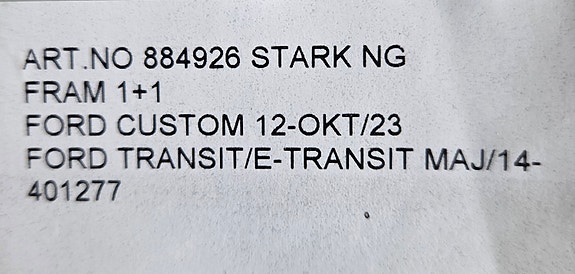 ART.NO 884926 STARK NG
FRAM 1+1
FORD CUSTOM 12-OKT/23
FORD TRANSIT/E-TRANSIT MAJ/14-
401277